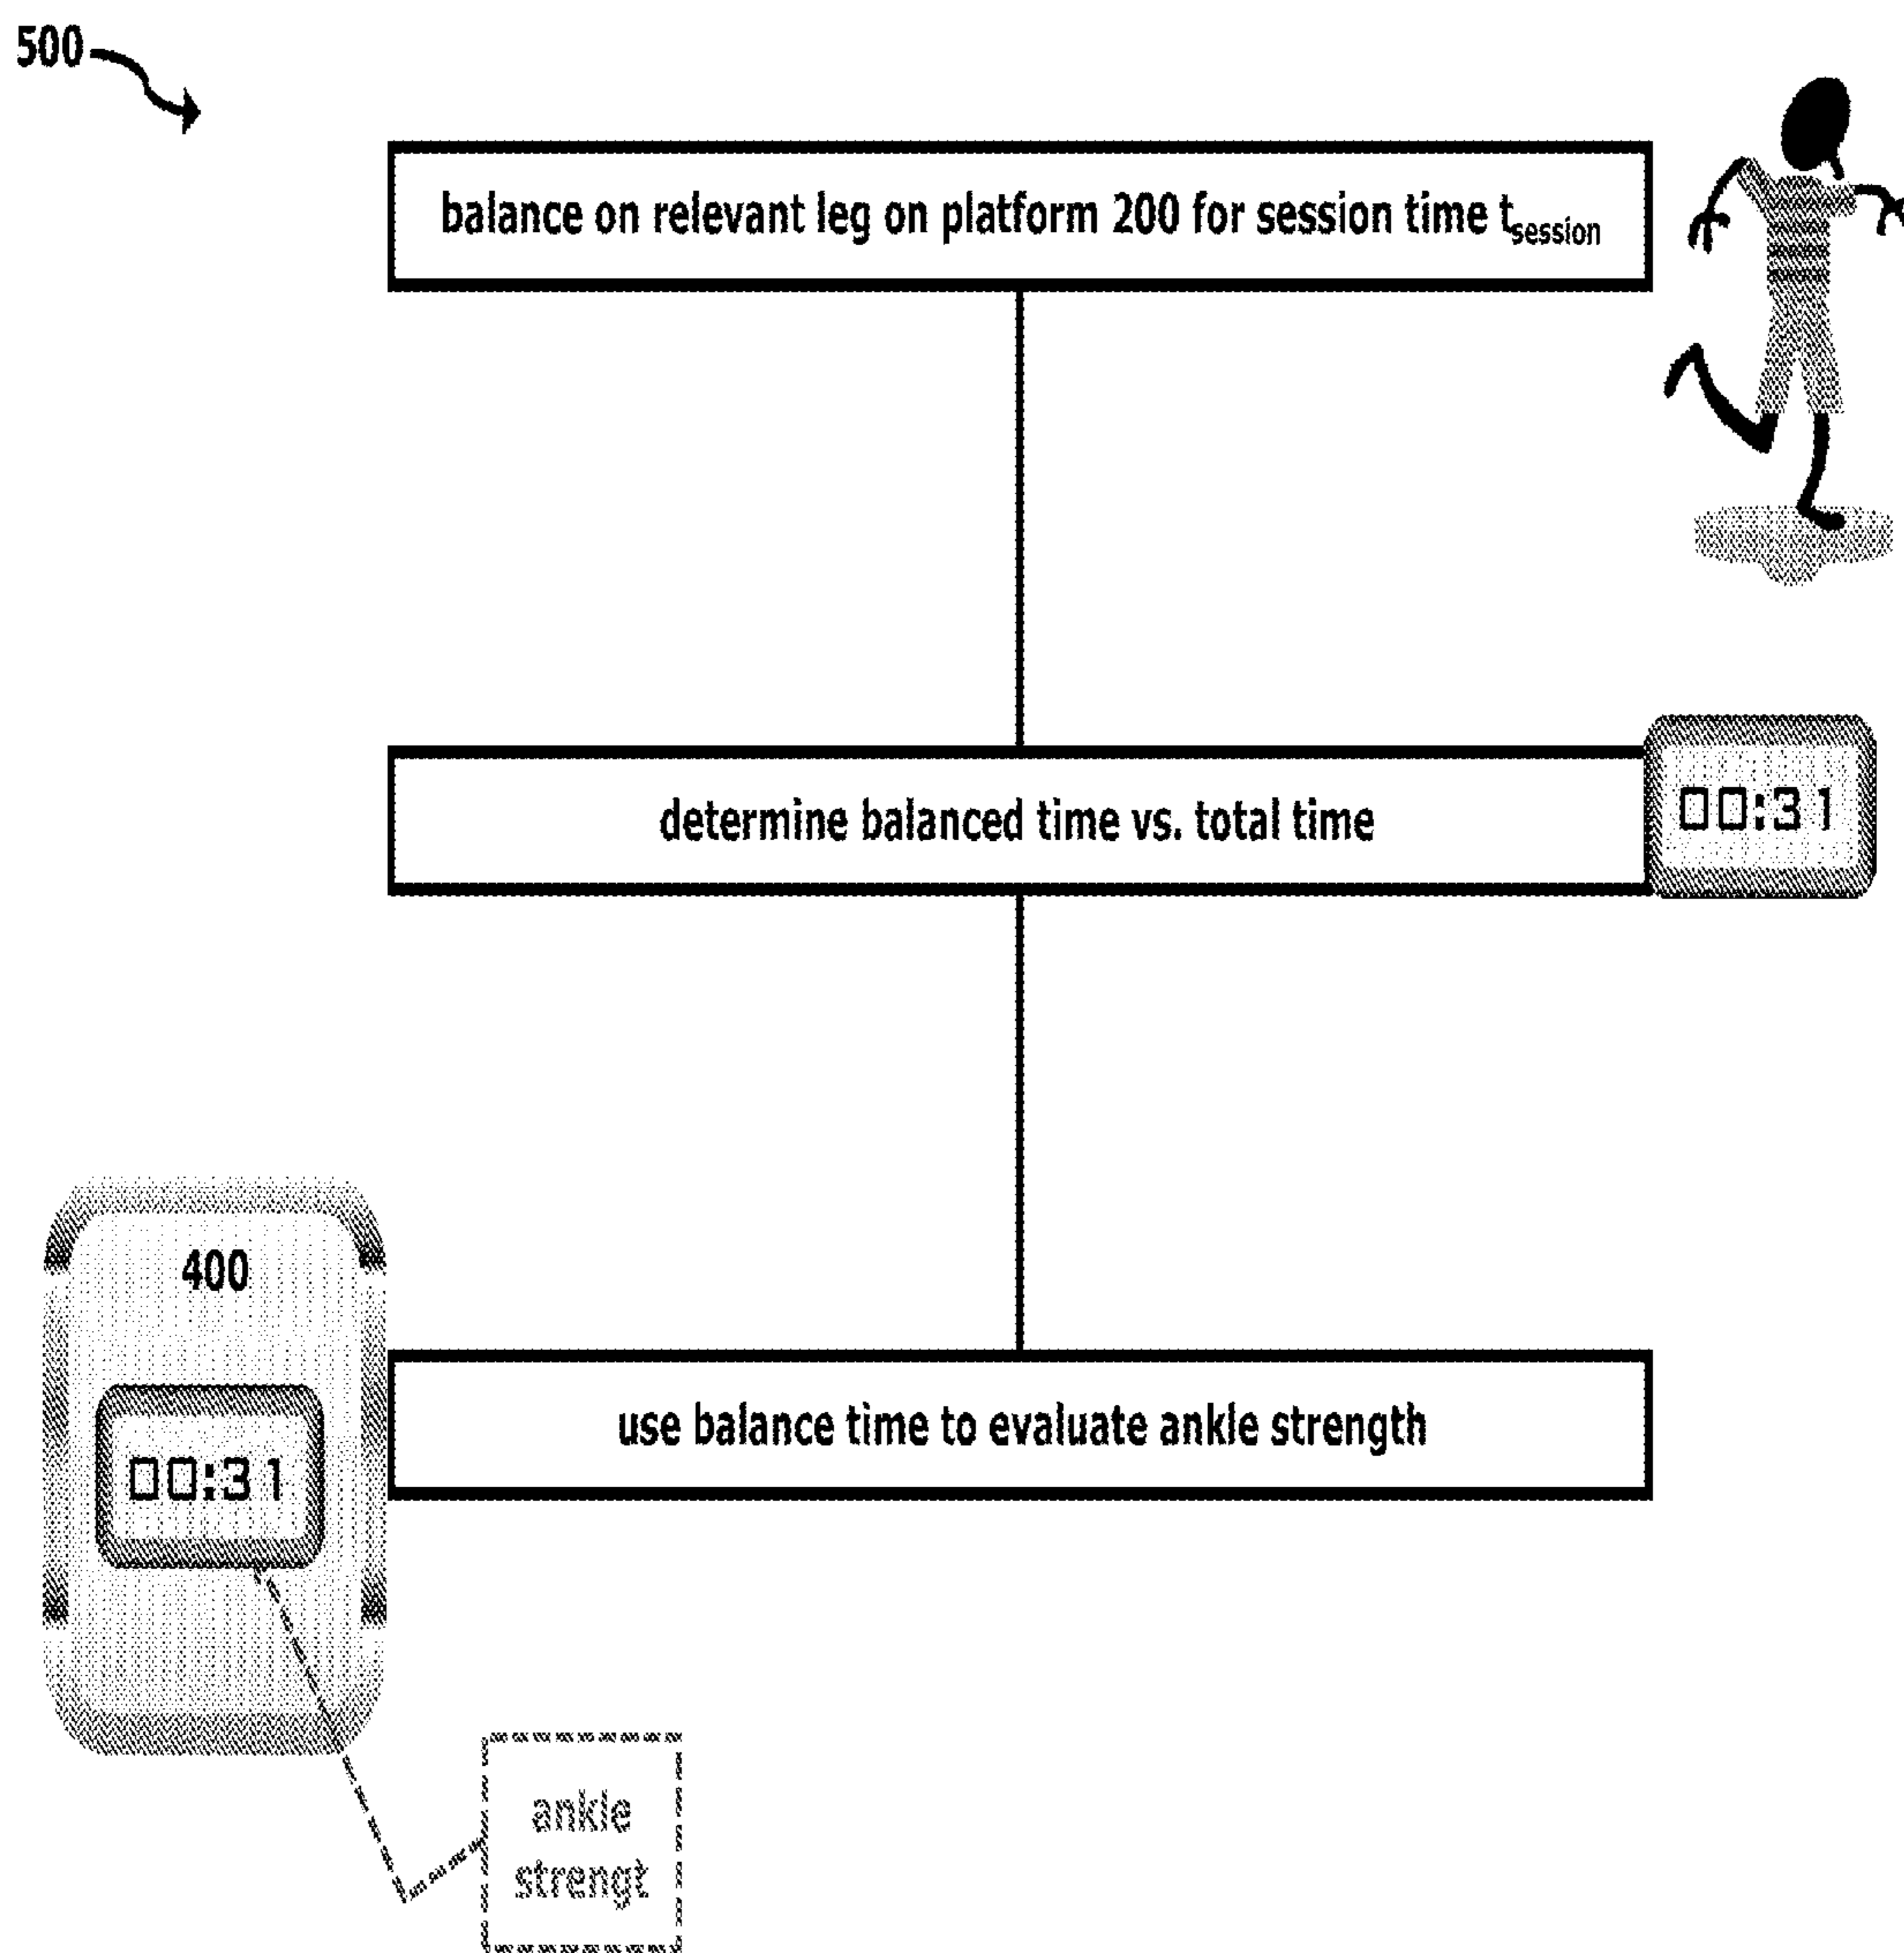 500
balance on relevant leg on platform 200 for session time tsession
determine balanced time vs. total time
00:31
400
00:31
use balance time to evaluate ankle strength
ankle
strengt